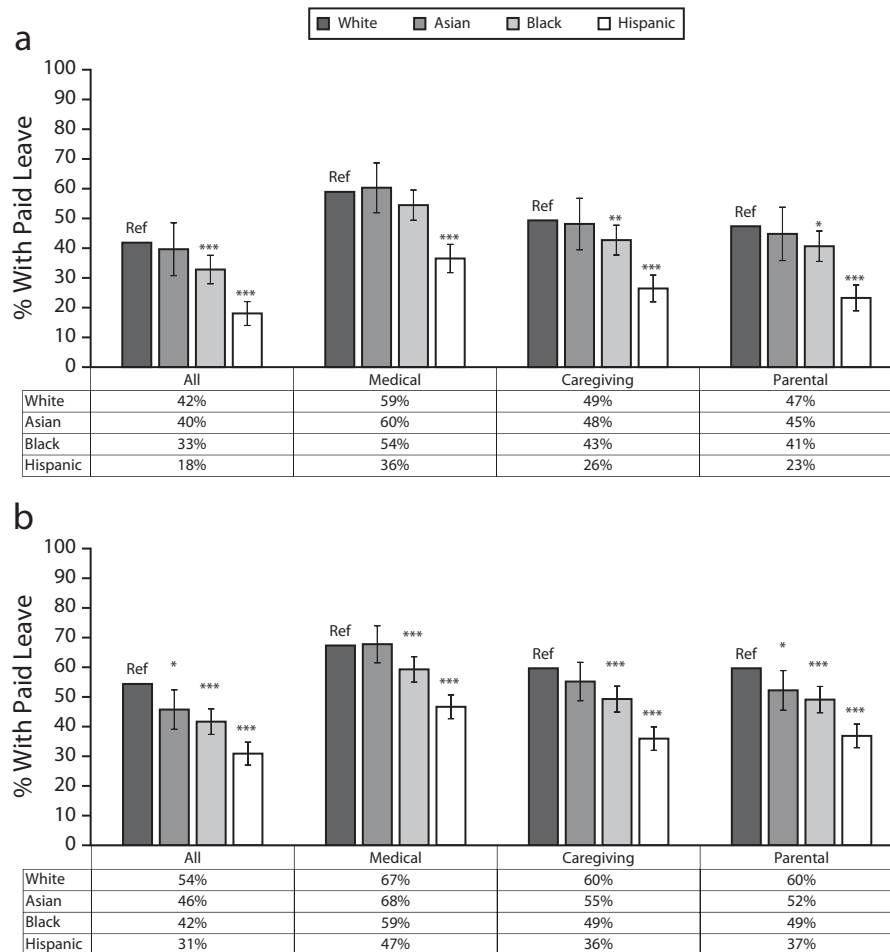 White Asian Black Hispanic
a
% With Paid Leave
100
90
80
70
60
50
40
30
20
10
0
Ref *** ***
Ref ***
Ref ** ***
Ref * ***
All Medical Caregiving Parental
White 42% 59% 49% 47%
Asian 40% 60% 48% 45%
Black 33% 54% 43% 41%
Hispanic 18% 36% 26% 23%
b
% With Paid Leave
100
90
80
70
60
50
40
30
20
10
0
Ref * *** ***
Ref *** ***
Ref *** ***
Ref * *** ***
All Medical Caregiving Parental
White 54% 67% 60% 60%
Asian 46% 68% 55% 52%
Black 42% 59% 49% 49%
Hispanic 31% 47% 36% 37%